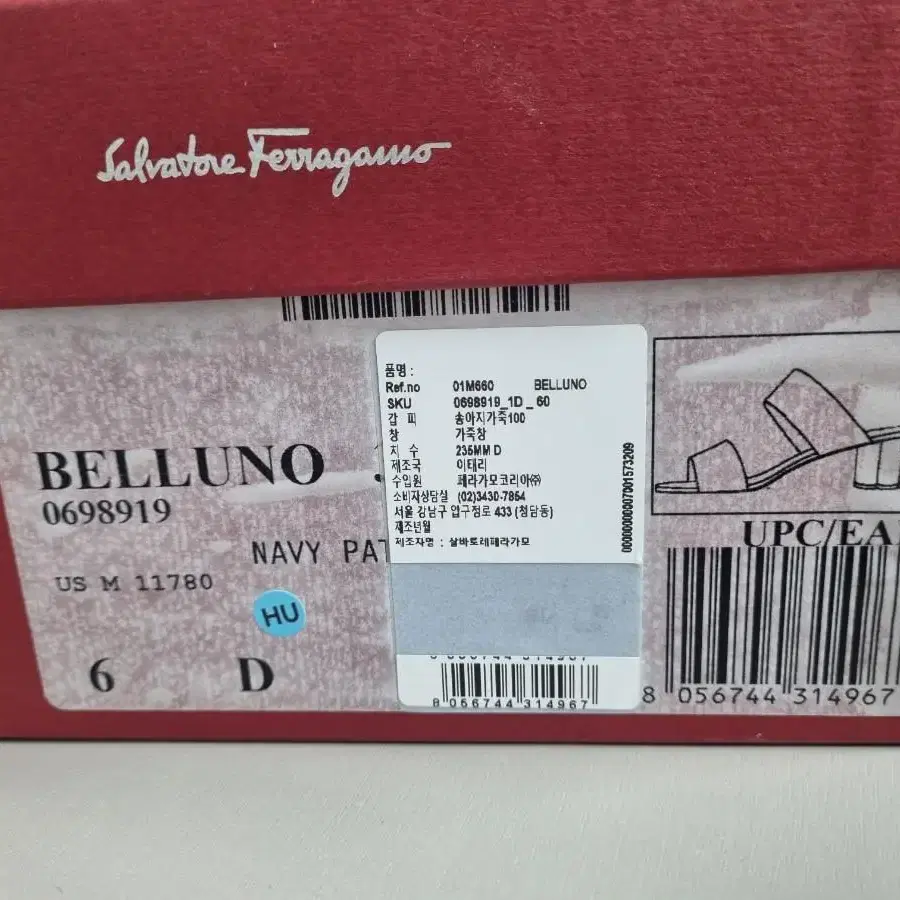 Salvatore Ferragamo
BELLUNO
0698919
NAVY PAT
US M 11780
HU
6 D
품명 :
Ref.no 01M660 BELLUNO
SKU 0698919_1D _ 60
갑 피 송아지가죽100
창 가죽창
치 수 235MM D
제조국 이태리
수입원 페라가모코리아㈜
소비자상담실 (02)3430-7854
서울 강남구 압구정로 433 (청담동)
제조년월
제조자명 : 살바토레페라가모
0000000000007001573209
8 056744 314967
UPC/EA
8 056744 314967